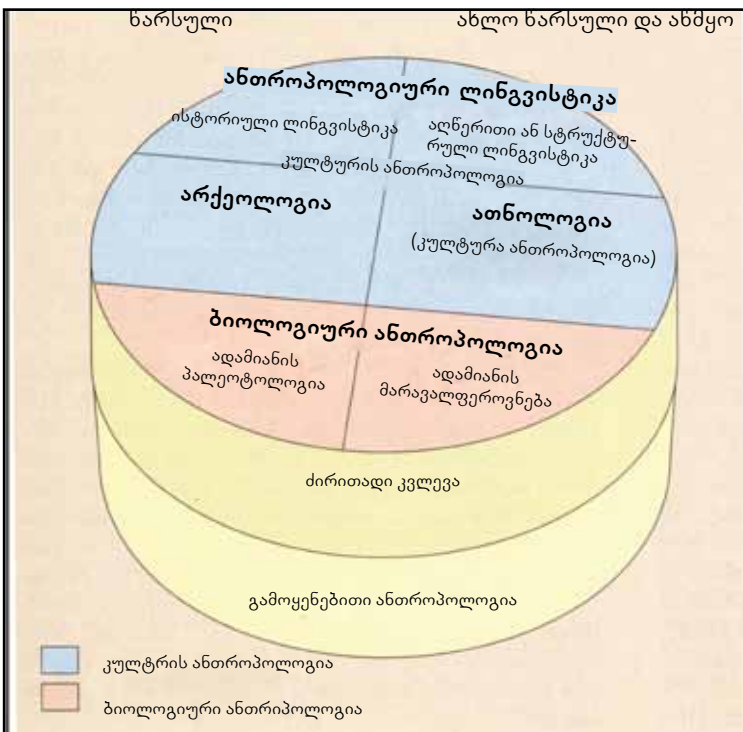 წარსული
ახლო წარსული და აწმყო
ანთროპოლოგიური ლინგვისტიკა
ისტორიული ლინგვისტიკა
აღწერითი ან სტრუქტუ-
რული ლინგვისტიკა
კულტურის ანთროპოლოგია
არქეოლოგია
ათნოლოგია
(კულტურა ანთროპოლოგია)
ბიოლოგიური ანთროპოლოგია
ადამიანის
პალეოტოლოგია
ადამიანის
მარავალფეროვნება
ძირითადი კვლევა
გამოყენებითი ანთროპოლოგია
კულტრის ანთროპოლოგია
ბიოლოგიური ანთრიპოლოგია